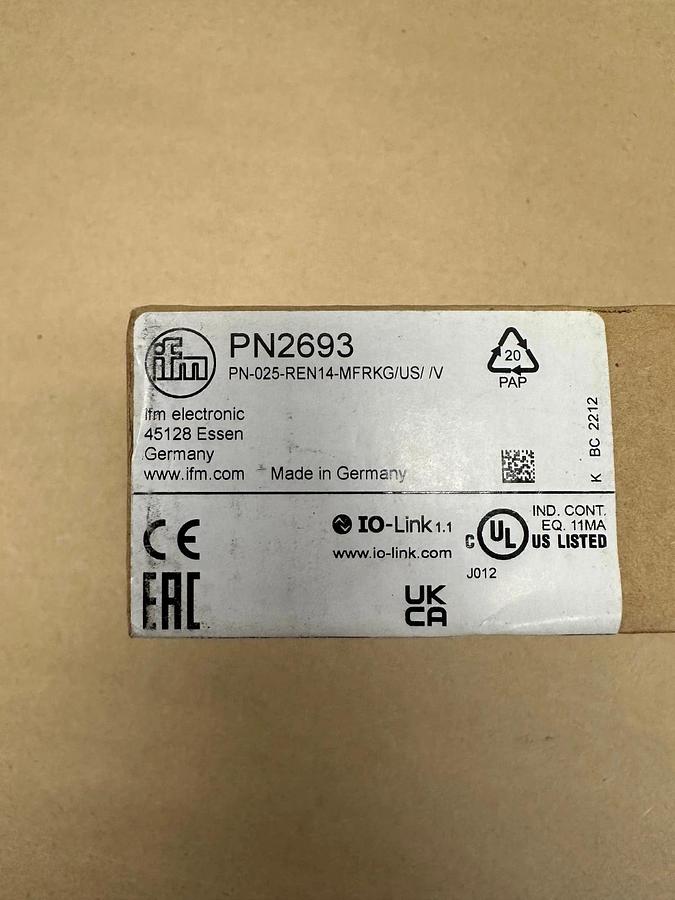 ifm
PN2693
PN-025-REN14-MFRKG/US/ /V
20
PAP
ifm electronic
45128 Essen
Germany
www.ifm.com Made in Germany
K BC 2212
CE
IO-Link 1.1
www.io-link.com
C UL US LISTED
IND. CONT.
EQ. 11MA
J012
EAC
UK
CA